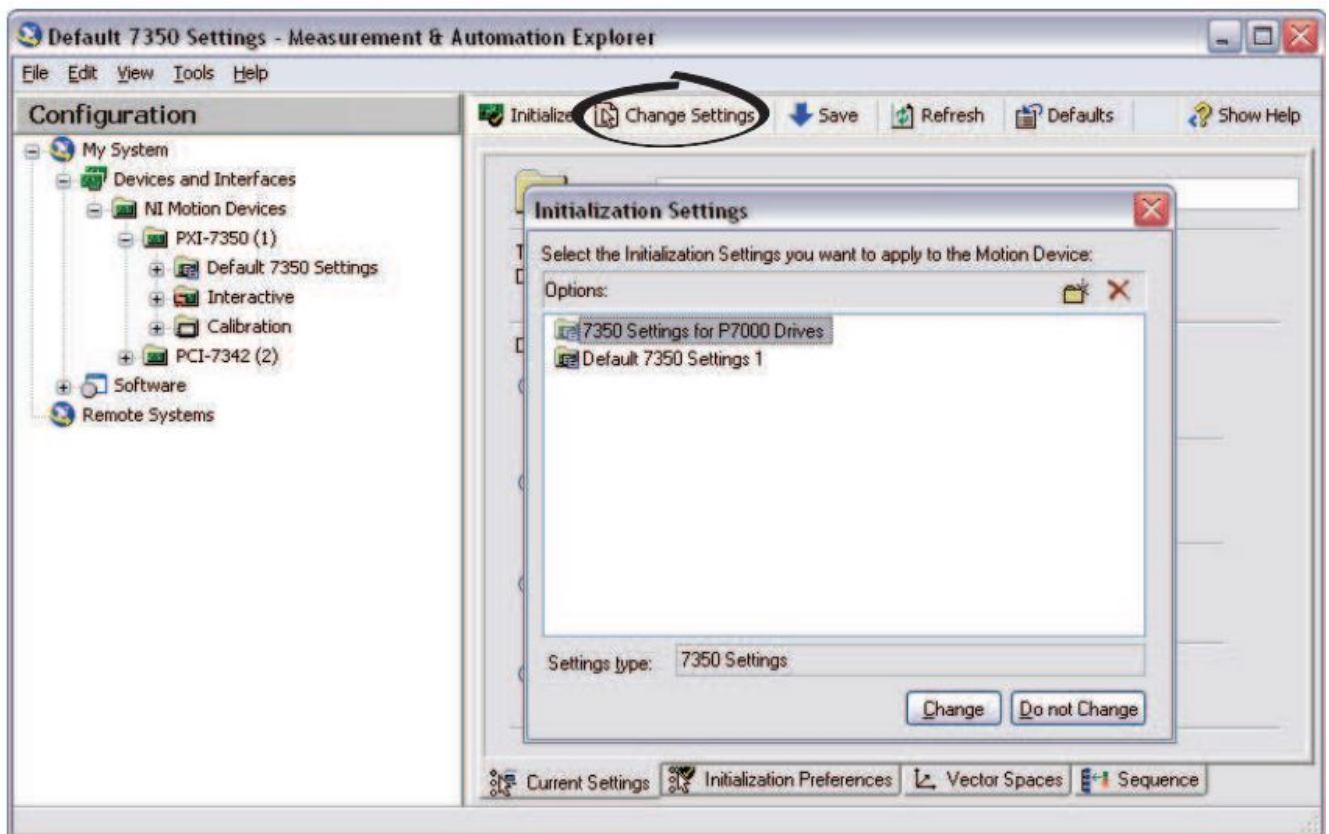 Default 7350 Settings - Measurement & Automation Explorer
File Edit View Tools Help
Configuration
Initialize Change Settings Save Refresh Defaults Show Help
My System
Devices and Interfaces
NI Motion Devices
PXI-7350 (1)
Default 7350 Settings
Interactive
Calibration
PCI-7342 (2)
Software
Remote Systems
Initialization Settings
Select the Initialization Settings you want to apply to the Motion Device:
Options:
7350 Settings for P7000 Drives
Default 7350 Settings 1
Settings type: 7350 Settings
Change Do not Change
Current Settings Initialization Preferences Vector Spaces Sequence